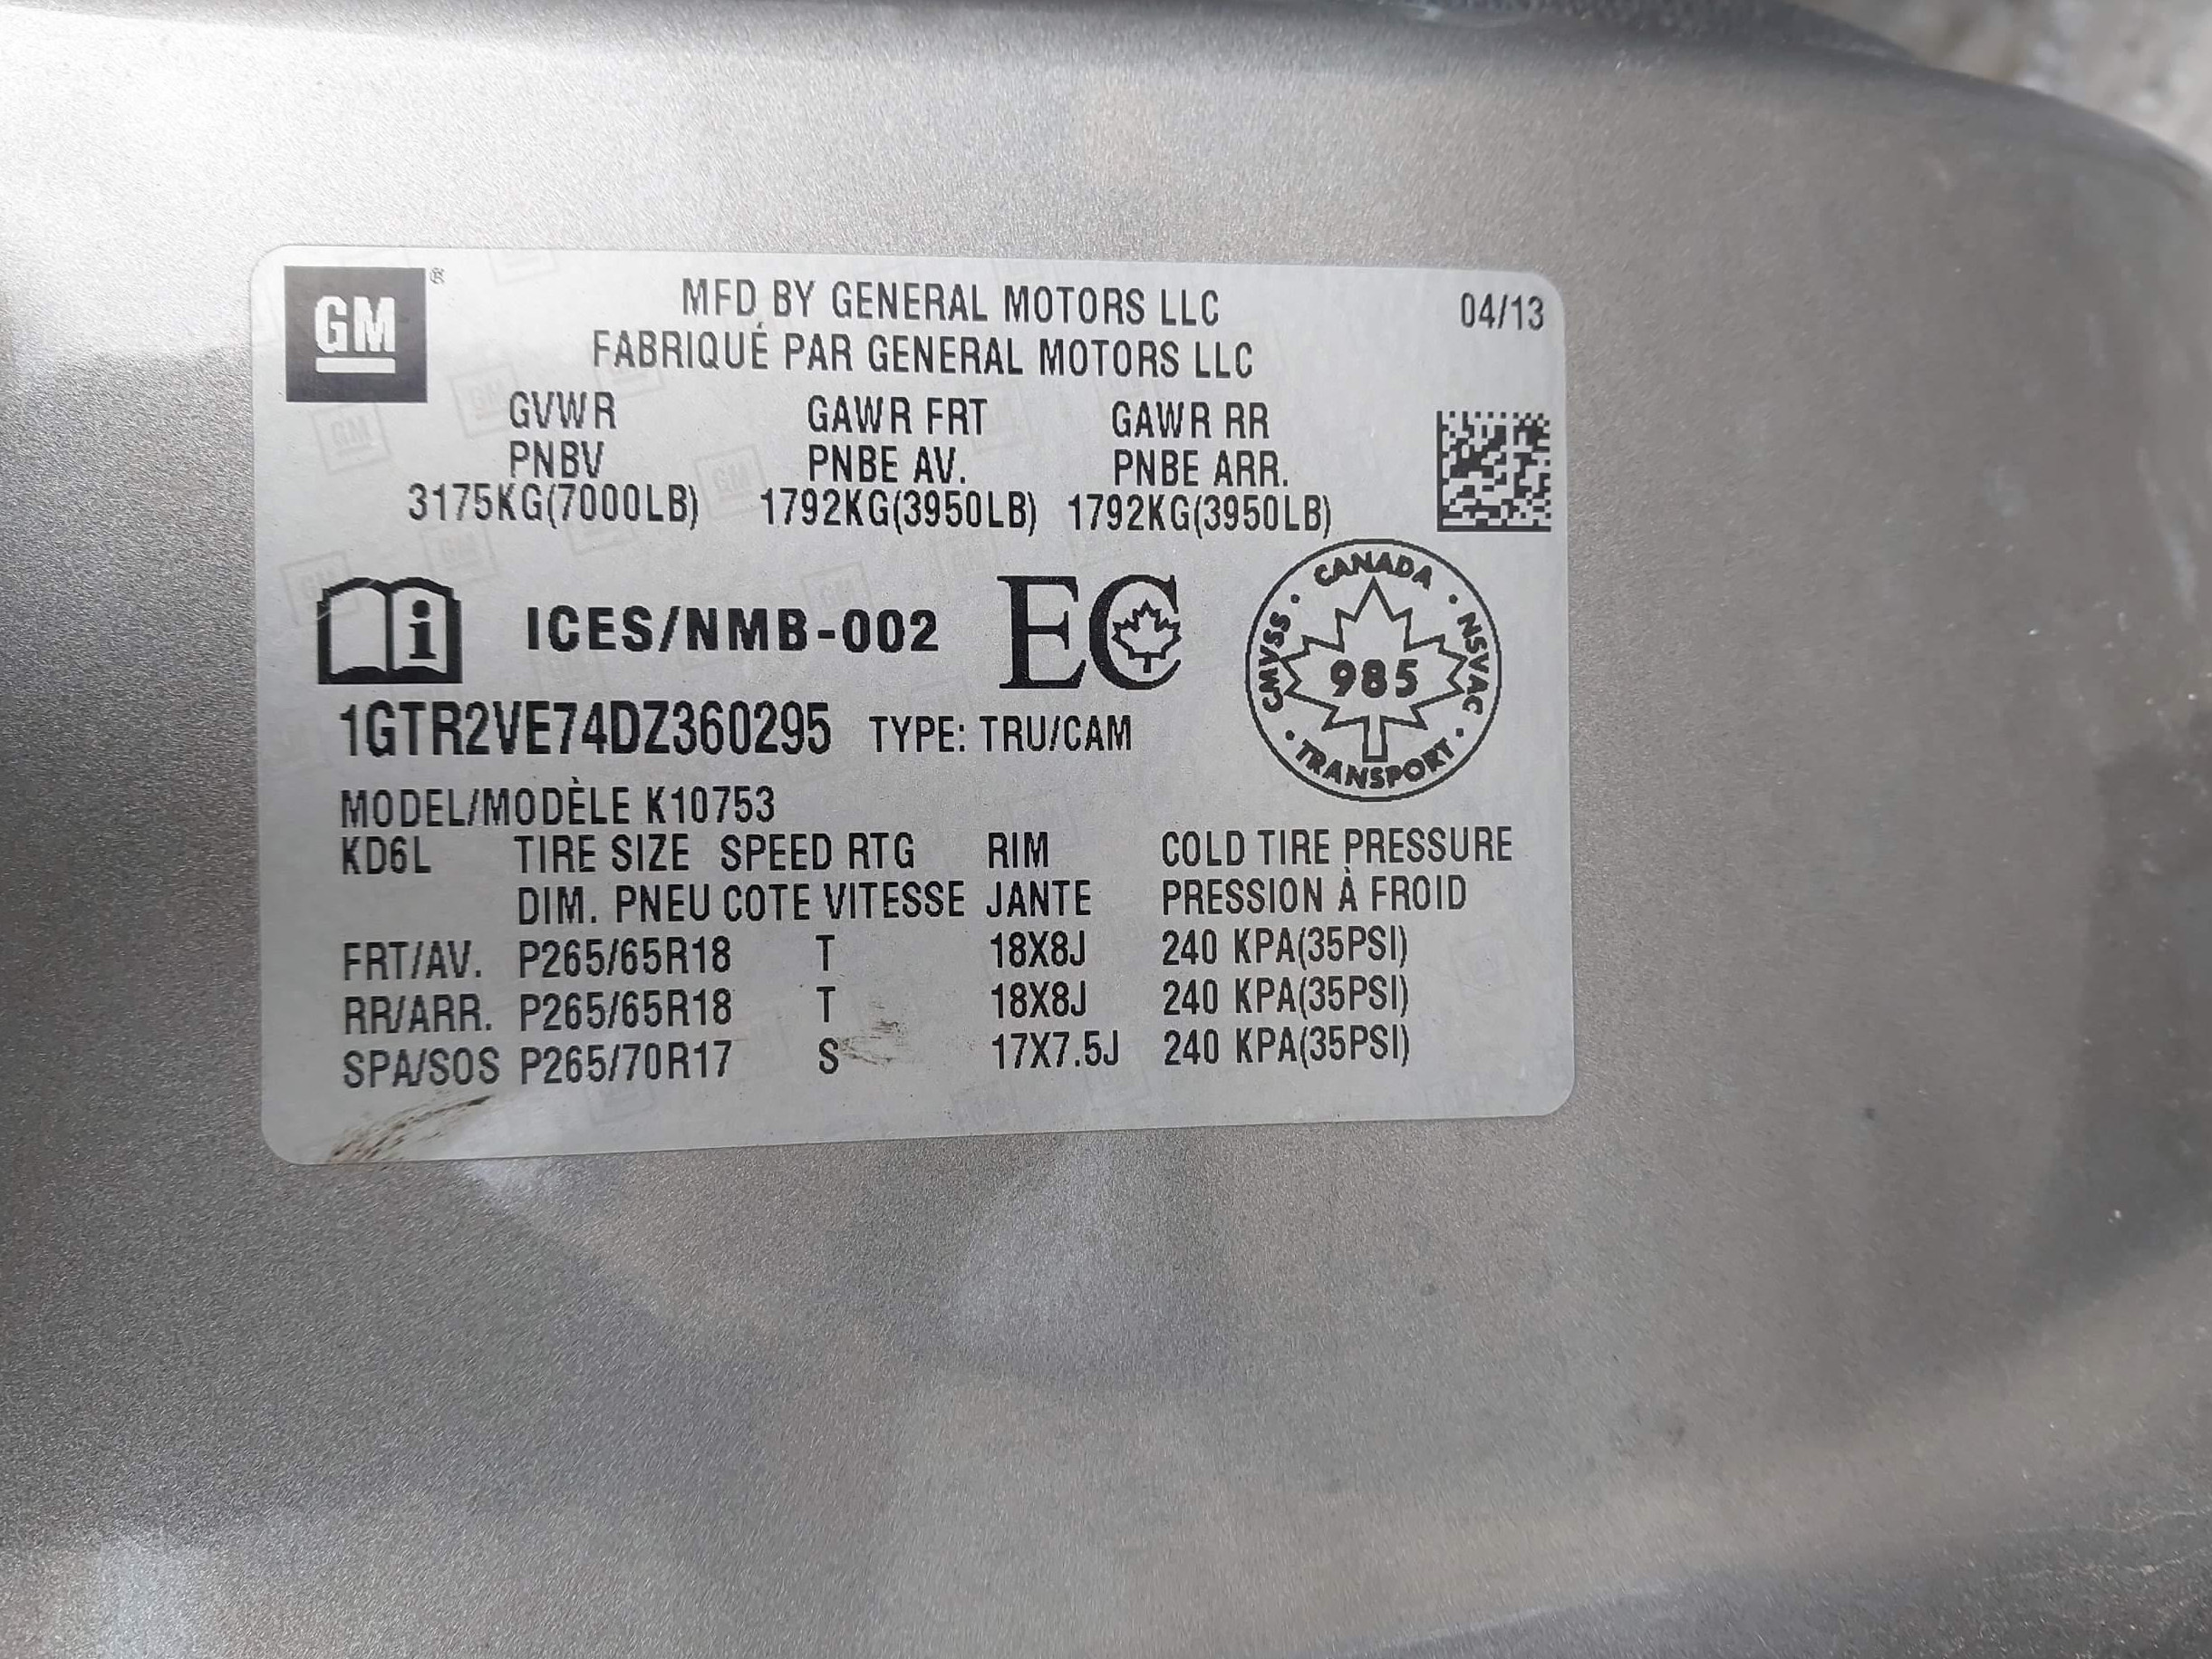 GM ®
MFD BY GENERAL MOTORS LLC 04/13
FABRIQUÉ PAR GENERAL MOTORS LLC
GVWR GAWR FRT GAWR RR
PNBV PNBE AV. PNBE ARR.
3175KG(7000LB) 1792KG(3950LB) 1792KG(3950LB)
i ICES/NMB-002 EC
CANADA · NSVAC · TRANSPORT · CMVSS ·
985
1GTR2VE74DZ360295 TYPE: TRU/CAM
MODEL/MODÈLE K10753
KD6L TIRE SIZE SPEED RTG RIM COLD TIRE PRESSURE
DIM. PNEU COTE VITESSE JANTE PRESSION À FROID
FRT/AV. P265/65R18 T 18X8J 240 KPA(35PSI)
RR/ARR. P265/65R18 T 18X8J 240 KPA(35PSI)
SPA/SOS P265/70R17 S 17X7.5J 240 KPA(35PSI)